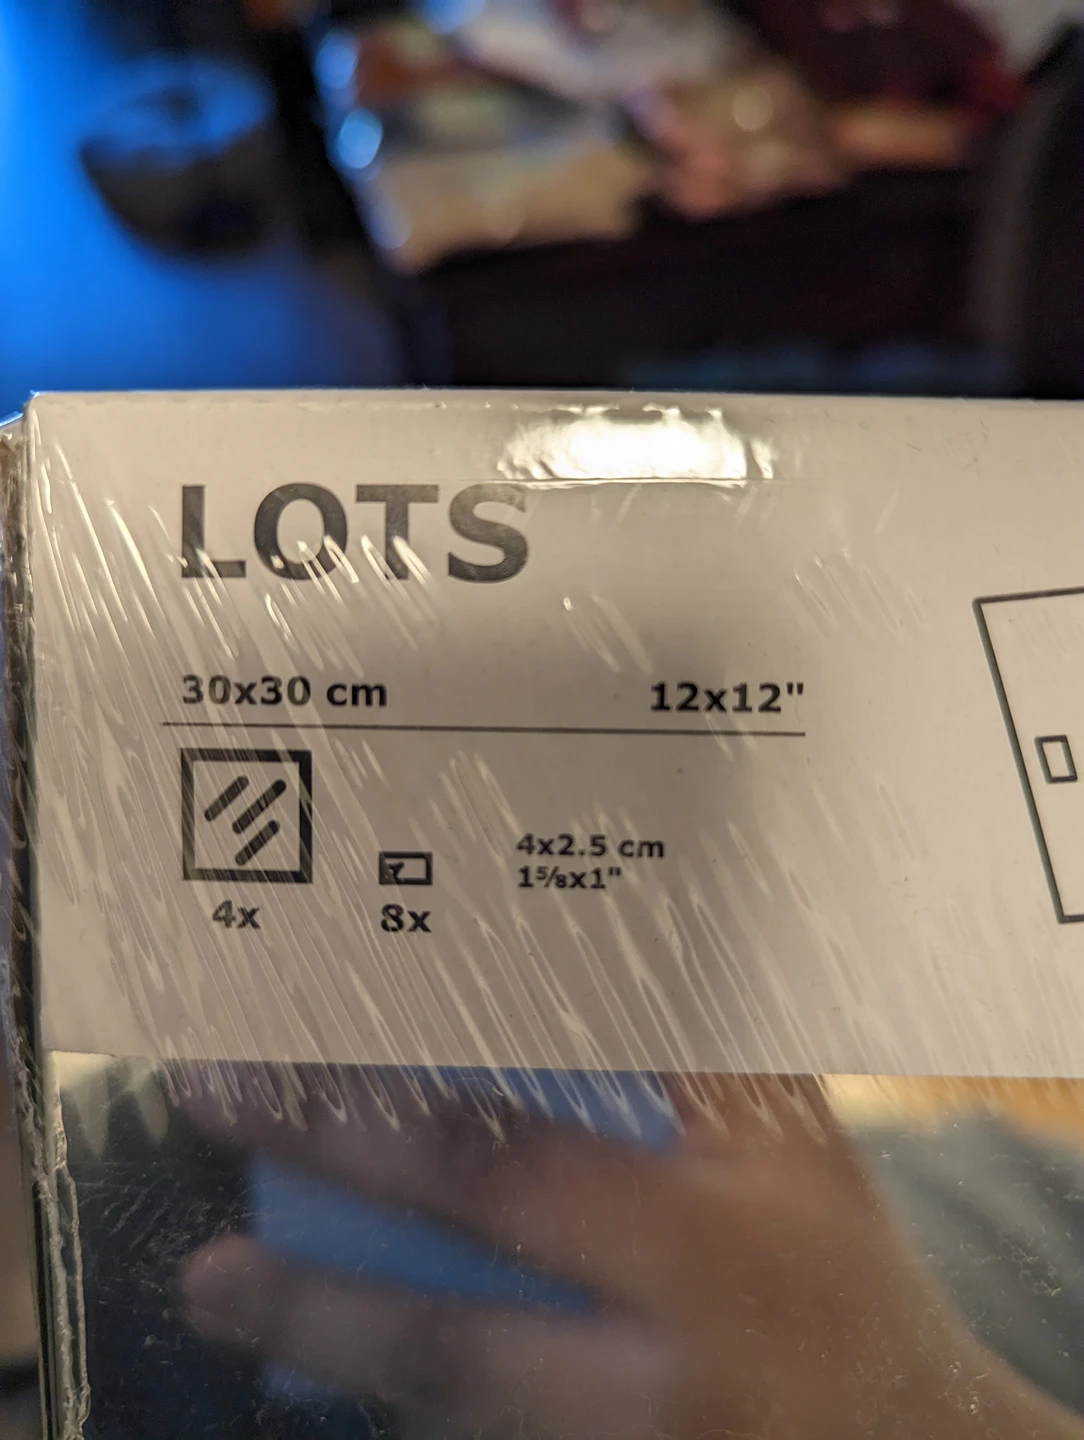 LOTS
30x30 cm 12x12"
4x2.5 cm
1⅝x1"
4x 8x